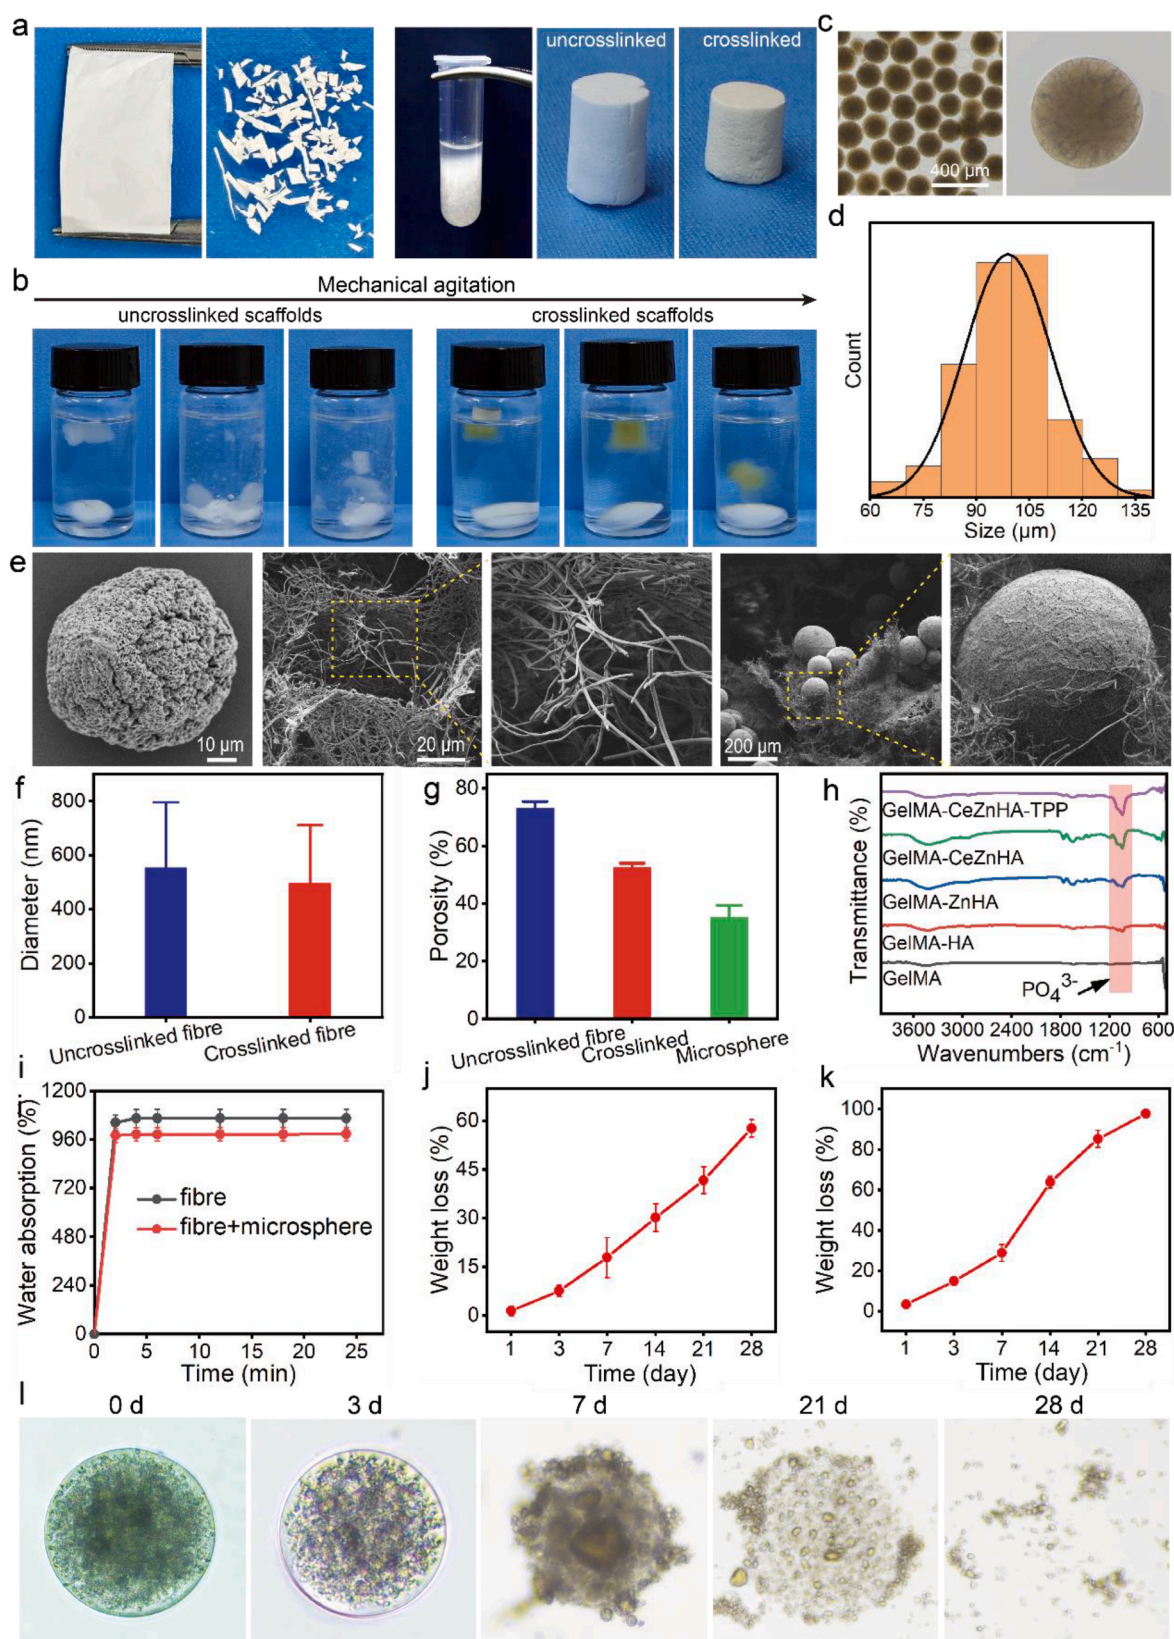 a
uncrosslinked
crosslinked
c
400 µm
b
Mechanical agitation
uncrosslinked scaffolds
crosslinked scaffolds
d
Count
60 75 90 105 120 135
Size (µm)
e
10 µm
20 µm
200 µm
f
Diameter (nm)
800
600
400
200
0
Uncrosslinked fibre
Crosslinked fibre
g
Porosity (%)
80
60
40
20
0
Uncrosslinked fibre
Crosslinked
Microsphere
h
Transmittance (%)
GelMA-CeZnHA-TPP
GelMA-CeZnHA
GelMA-ZnHA
GelMA-HA
GelMA
PO₄³⁻
3600 3000 2400 1800 1200 600
Wavenumbers (cm⁻¹)
i
Water absorption (%)
1200
960
720
480
240
0
fibre
fibre+microsphere
0 5 10 15 20 25
Time (min)
j
Weight loss (%)
60
45
30
15
0
1 3 7 14 21 28
Time (day)
k
Weight loss (%)
100
80
60
40
20
0
1 3 7 14 21 28
Time (day)
l
0 d
3 d
7 d
21 d
28 d